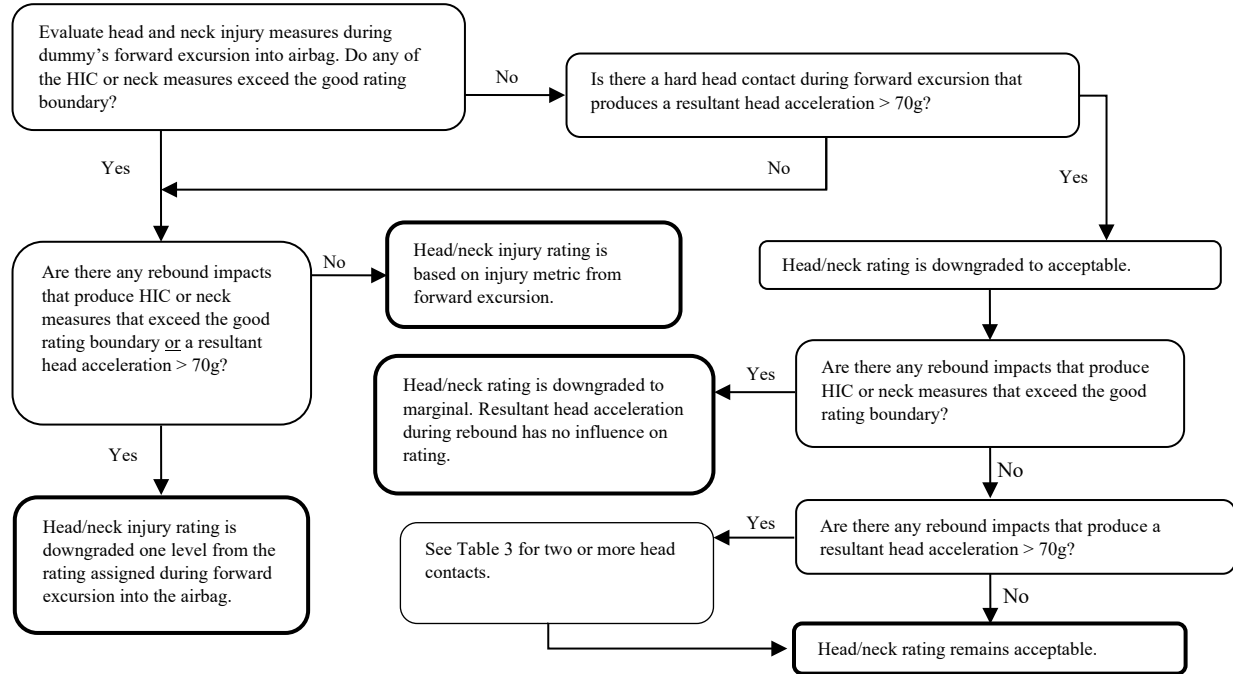 Evaluate head and neck injury measures during
dummy’s forward excursion into airbag. Do any of
the HIC or neck measures exceed the good rating
boundary?
No
Is there a hard head contact during forward excursion that
produces a resultant head acceleration > 70g?
Yes
No
Yes
Are there any rebound impacts
that produce HIC or neck
measures that exceed the good
rating boundary or a resultant
head acceleration > 70g?
No
Head/neck injury rating is
based on injury metric from
forward excursion.
Head/neck rating is downgraded to acceptable.
Are there any rebound impacts that produce
HIC or neck measures that exceed the good
rating boundary?
Yes
Head/neck rating is downgraded to
marginal. Resultant head acceleration
during rebound has no influence on
rating.
Yes
No
Head/neck injury rating is
downgraded one level from the
rating assigned during forward
excursion into the airbag.
Are there any rebound impacts that produce a
resultant head acceleration > 70g?
Yes
See Table 3 for two or more head
contacts.
No
Head/neck rating remains acceptable.